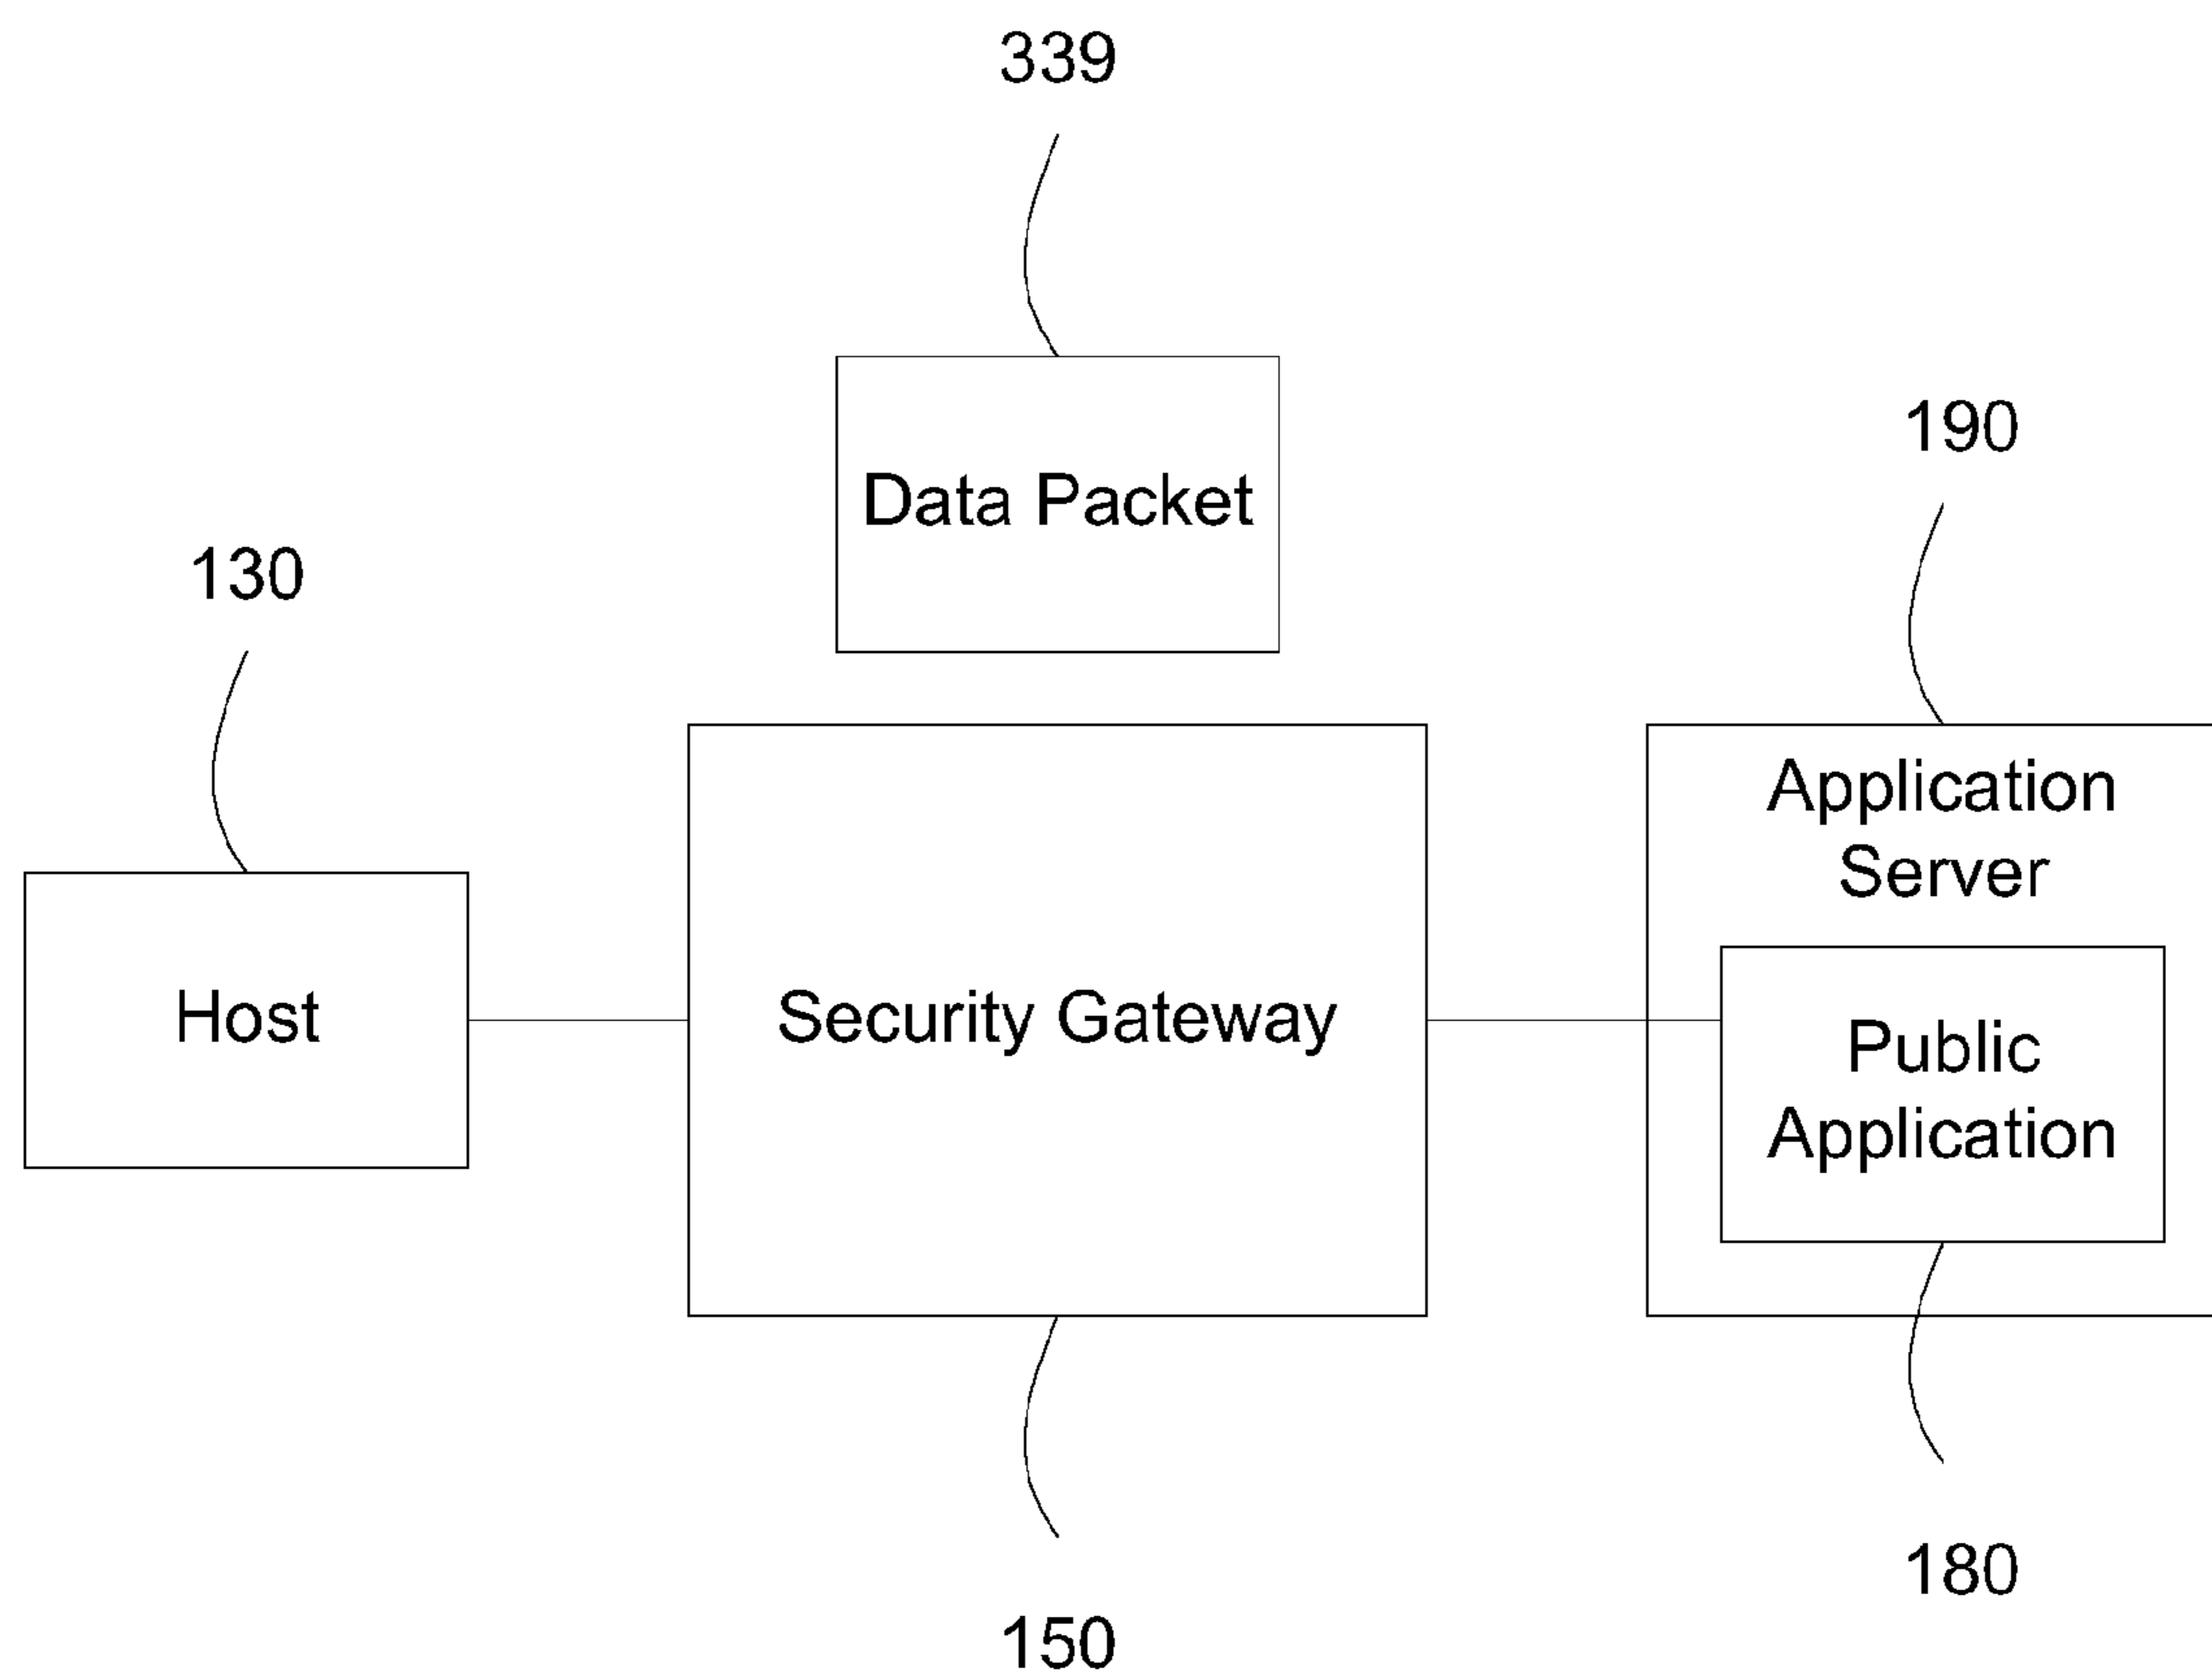 339
Data Packet
190
130
Application
Server
Host
Security Gateway
Public
Application
180
150